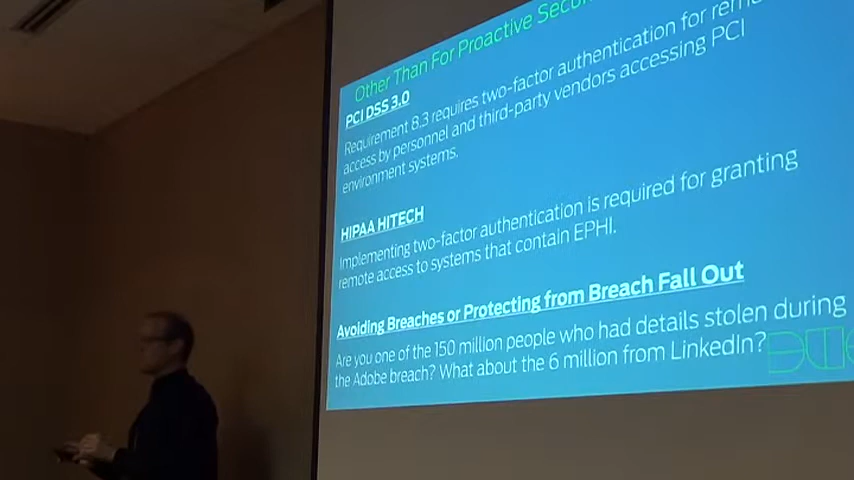 Other Than For Proactive
PCI DSS 3.0
Requirement 8.3 requires two-factor authentication for
access by personnel and third-party vendors accessing PCI
environment systems.
HIPAA HITECH
Implementing two-factor authentication is required for granting
remote access to systems that contain EPHI.
Avoiding Breaches or Protecting from Breach Fall Out
Are you one of the 150 million people who had details stolen during
the Adobe breach? What about the 6 million from LinkedIn?